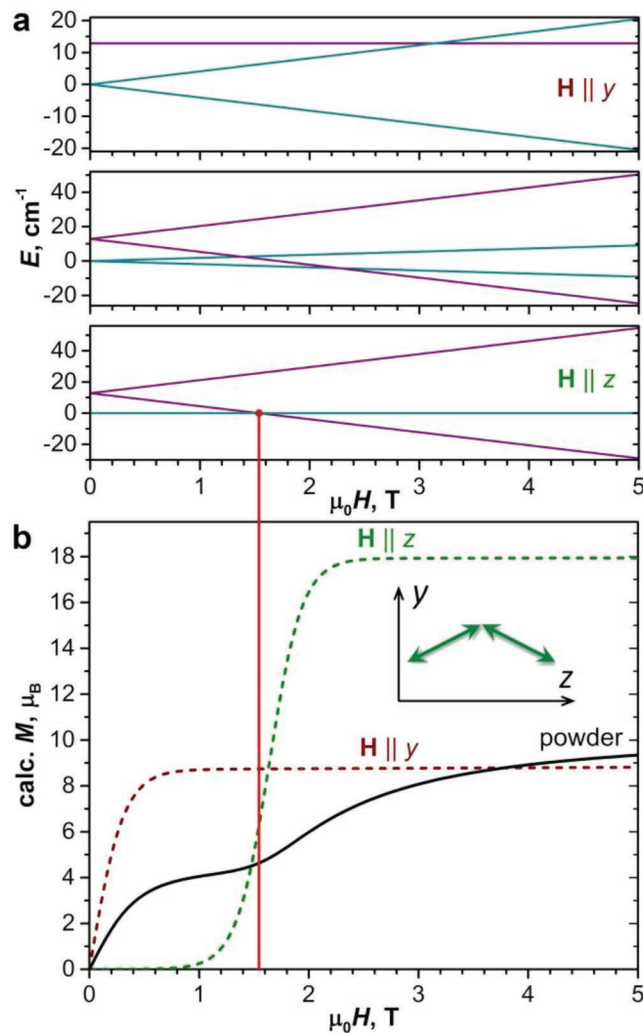 a
20
10
0
-10
-20
H || y
40
20
0
-20
E, cm⁻¹
40
20
0
-20
H || z
0 1 2 3 4 5
μ₀H, T
b
18
16
14
12
10
8
6
4
2
0
calc. M, μB
H || z
y
z
H || y
powder
0 1 2 3 4 5
μ₀H, T